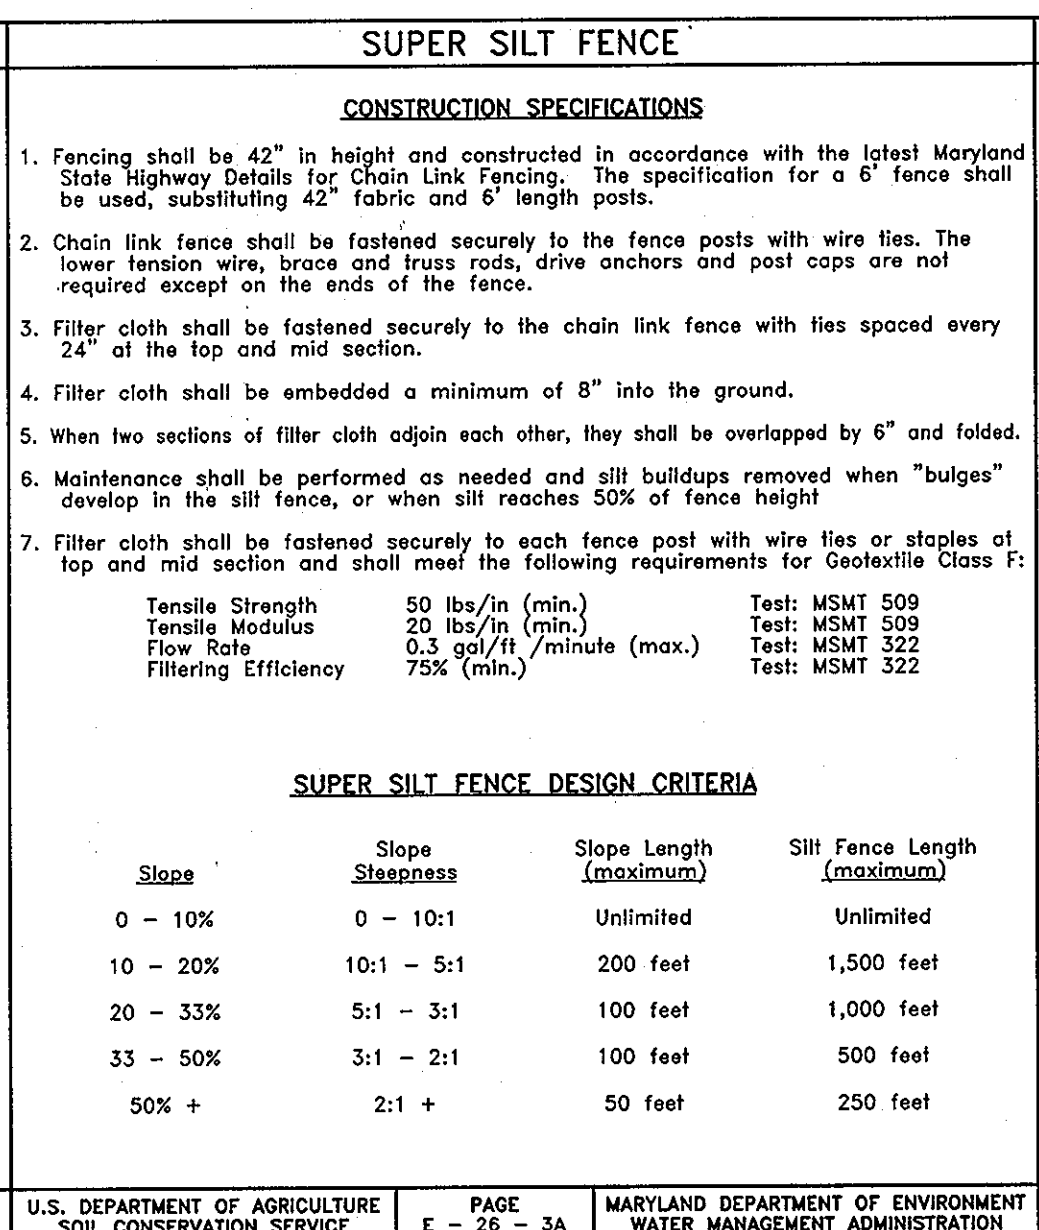 SUPER SILT FENCE
CONSTRUCTION SPECIFICATIONS
1. Fencing shall be 42" in height and constructed in accordance with the latest Maryland
State Highway Details for Chain Link Fencing. The specification for a 6' fence shall
be used, substituting 42" fabric and 6' length posts.
2. Chain link fence shall be fastened securely to the fence posts with wire ties. The
lower tension wire, brace and truss rods, drive anchors and post caps are not
required except on the ends of the fence.
3. Filter cloth shall be fastened securely to the chain link fence with ties spaced every
24" at the top and mid section.
4. Filter cloth shall be embedded a minimum of 8" into the ground.
5. When two sections of filter cloth adjoin each other, they shall be overlapped by 6" and folded.
6. Maintenance shall be performed as needed and silt buildups removed when "bulges"
develop in the silt fence, or when silt reaches 50% of fence height
7. Filter cloth shall be fastened securely to each fence post with wire ties or staples at
top and mid section and shall meet the following requirements for Geotextile Class F:
Tensile Strength 50 lbs/in (min.) Test: MSMT 509
Tensile Modulus 20 lbs/in (min.) Test: MSMT 509
Flow Rate 0.3 gal/ft /minute (max.) Test: MSMT 322
Filtering Efficiency 75% (min.) Test: MSMT 322
SUPER SILT FENCE DESIGN CRITERIA
Slope Slope Length Silt Fence Length
Slope Steepness (maximum) (maximum)
0 - 10% 0 - 10:1 Unlimited Unlimited
10 - 20% 10:1 - 5:1 200 feet 1,500 feet
20 - 33% 5:1 - 3:1 100 feet 1,000 feet
33 - 50% 3:1 - 2:1 100 feet 500 feet
50% + 2:1 + 50 feet 250 feet
U.S. DEPARTMENT OF AGRICULTURE PAGE MARYLAND DEPARTMENT OF ENVIRONMENT
SOIL CONSERVATION SERVICE E - 26 - 3A WATER MANAGEMENT ADMINISTRATION